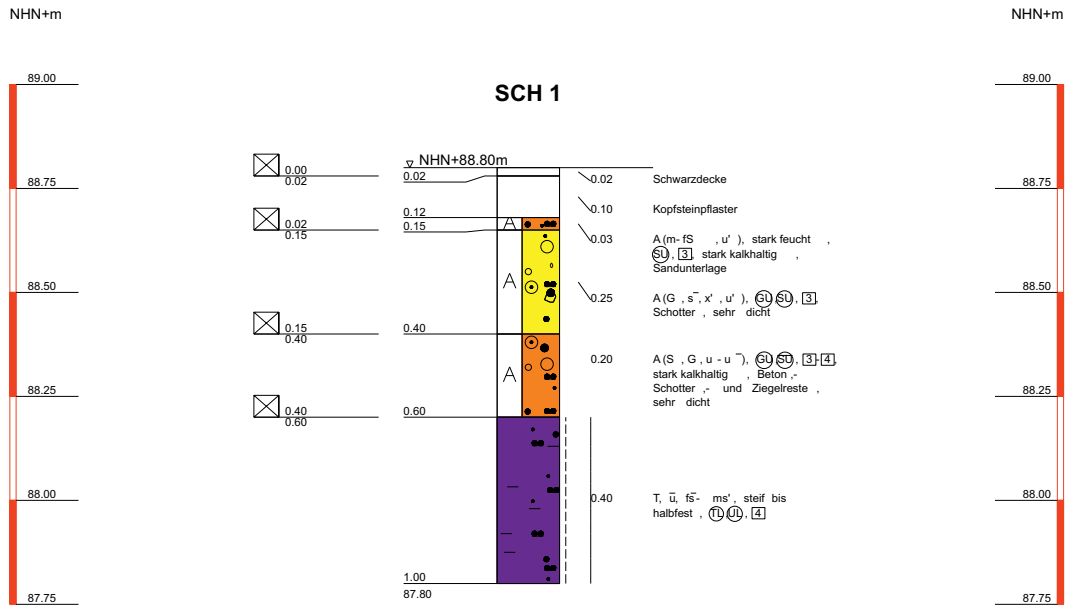 NHN+m
NHN+m
89.00
89.00
SCH 1
NHN+88.80m
0.00
0.02
0.02
0.02
Schwarzdecke
88.75
88.75
0.10
Kopfsteinpflaster
0.02
0.15
0.12
0.15
A
0.03
A (m- fS , u' ), stark feucht ,
SU, 3, stark kalkhaltig ,
Sandunterlage
A
0.25
A (G , s̄, x' , u' ), GU, SU, 3,
Schotter , sehr dicht
88.50
88.50
0.15
0.40
0.40
0.20
A (S , G , u - ū ), GU, SŪ, 3-4,
stark kalkhaltig , Beton ,-
Schotter ,- und Ziegelreste ,
sehr dicht
A
88.25
88.25
0.40
0.60
0.60
88.00
88.00
0.40
T, ū, fs̄- ms', steif bis
halbfest , TL, UL, 4
1.00
87.80
87.75
87.75